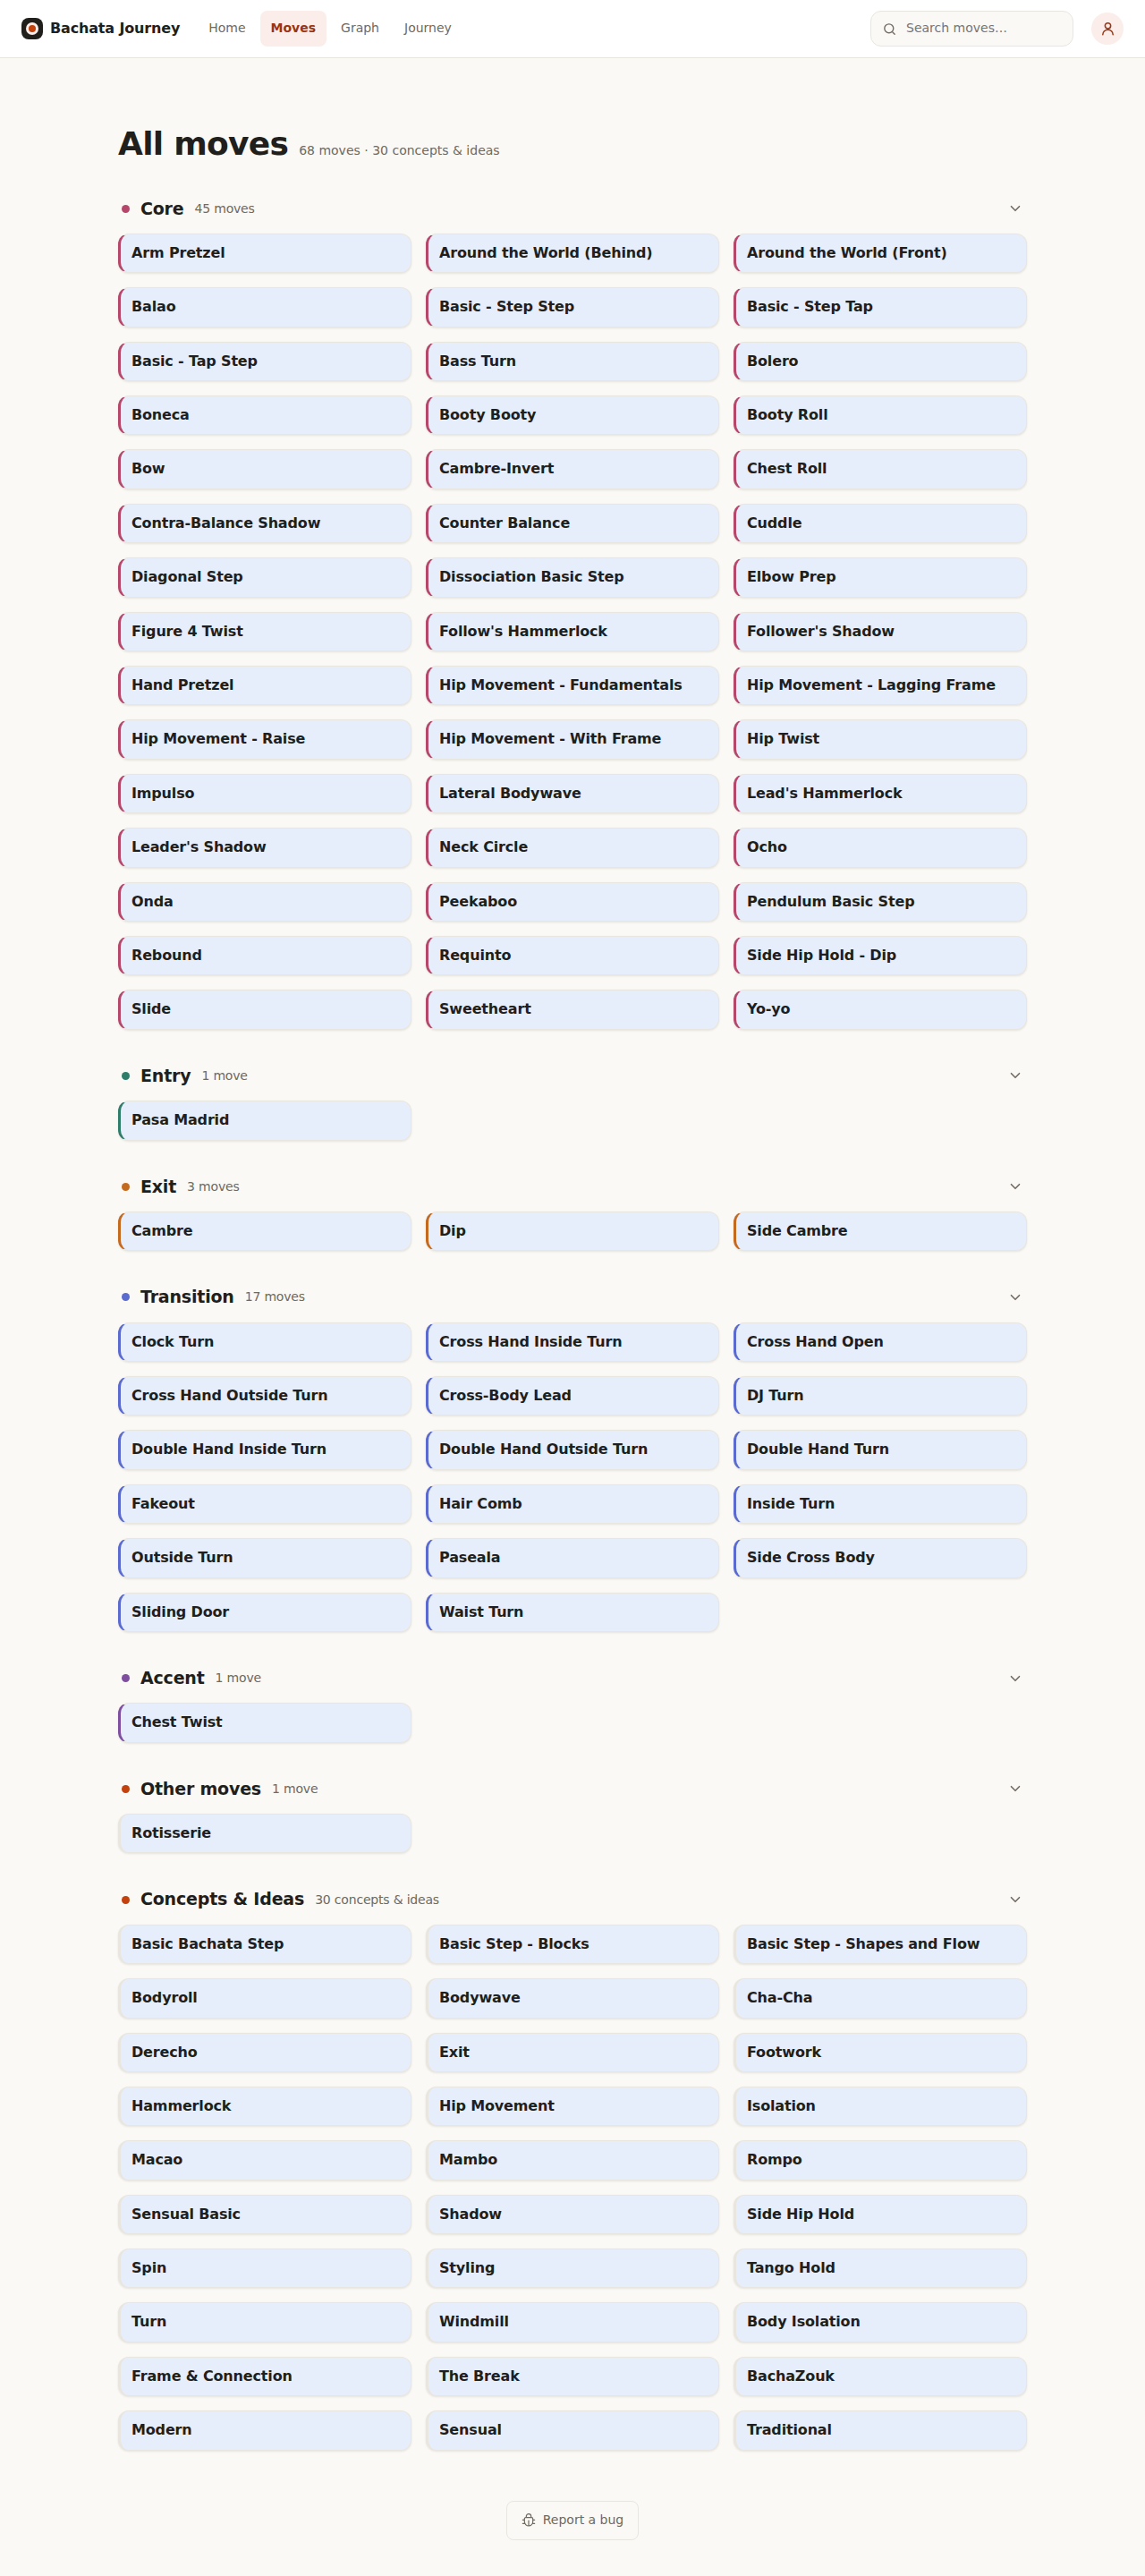 Bachata Journey Home Moves Graph Journey Search moves...
All moves 68 moves · 30 concepts & ideas
Core 45 moves
Arm Pretzel Around the World (Behind) Around the World (Front)
Balao Basic - Step Step Basic - Step Tap
Basic - Tap Step Bass Turn Bolero
Boneca Booty Booty Booty Roll
Bow Cambre-Invert Chest Roll
Contra-Balance Shadow Counter Balance Cuddle
Diagonal Step Dissociation Basic Step Elbow Prep
Figure 4 Twist Follow's Hammerlock Follower's Shadow
Hand Pretzel Hip Movement - Fundamentals Hip Movement - Lagging Frame
Hip Movement - Raise Hip Movement - With Frame Hip Twist
Impulso Lateral Bodywave Lead's Hammerlock
Leader's Shadow Neck Circle Ocho
Onda Peekaboo Pendulum Basic Step
Rebound Requinto Side Hip Hold - Dip
Slide Sweetheart Yo-yo
Entry 1 move
Pasa Madrid
Exit 3 moves
Cambre Dip Side Cambre
Transition 17 moves
Clock Turn Cross Hand Inside Turn Cross Hand Open
Cross Hand Outside Turn Cross-Body Lead DJ Turn
Double Hand Inside Turn Double Hand Outside Turn Double Hand Turn
Fakeout Hair Comb Inside Turn
Outside Turn Paseala Side Cross Body
Sliding Door Waist Turn
Accent 1 move
Chest Twist
Other moves 1 move
Rotisserie
Concepts & Ideas 30 concepts & ideas
Basic Bachata Step Basic Step - Blocks Basic Step - Shapes and Flow
Bodyroll Bodywave Cha-Cha
Derecho Exit Footwork
Hammerlock Hip Movement Isolation
Macao Mambo Rompo
Sensual Basic Shadow Side Hip Hold
Spin Styling Tango Hold
Turn Windmill Body Isolation
Frame & Connection The Break BachaZouk
Modern Sensual Traditional
Report a bug